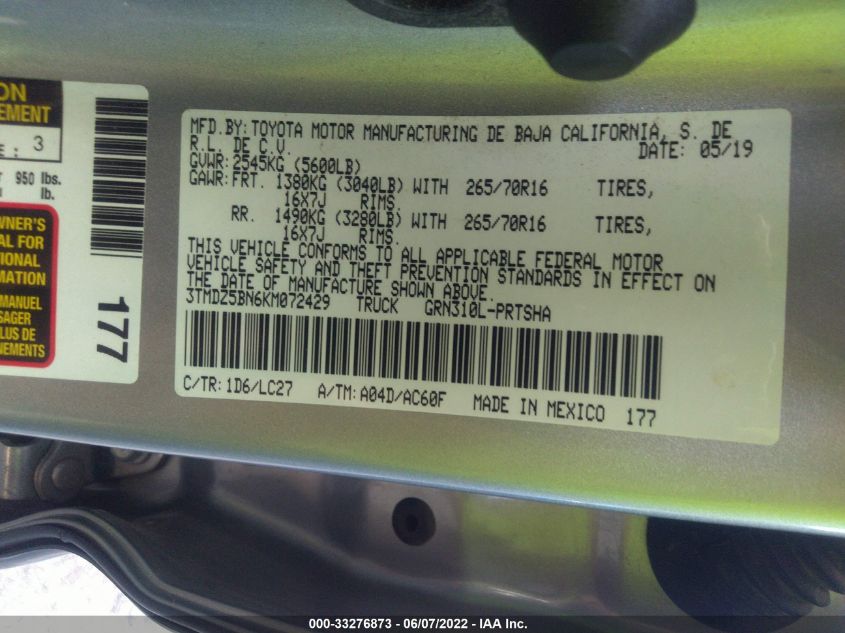 ON
EMENT
E : 3
T 950 lbs.
lb.
WNER'S
AL FOR
TIONAL
MATION
MANUEL
SAGER
PLUS DE
NEMENTS
177
MFD.BY: TOYOTA MOTOR MANUFACTURING DE BAJA CALIFORNIA, S. DE
R.L. DE C.V. DATE: 05/19
GVWR: 2545KG (5600LB)
GAWR: FRT. 1380KG (3040LB) WITH 265/70R16 TIRES,
16X7J RIMS.
RR. 1490KG (3280LB) WITH 265/70R16 TIRES,
16X7J RIMS.
THIS VEHICLE CONFORMS TO ALL APPLICABLE FEDERAL MOTOR
VEHICLE SAFETY AND THEFT PREVENTION STANDARDS IN EFFECT ON
THE DATE OF MANUFACTURE SHOWN ABOVE.
3TMDZ5BN6KM072429 TRUCK GRN310L-PRTSHA
C/TR: 1D6/LC27 A/TM: A04D/AC60F MADE IN MEXICO 177
000-33276873 - 06/07/2022 - IAA Inc.